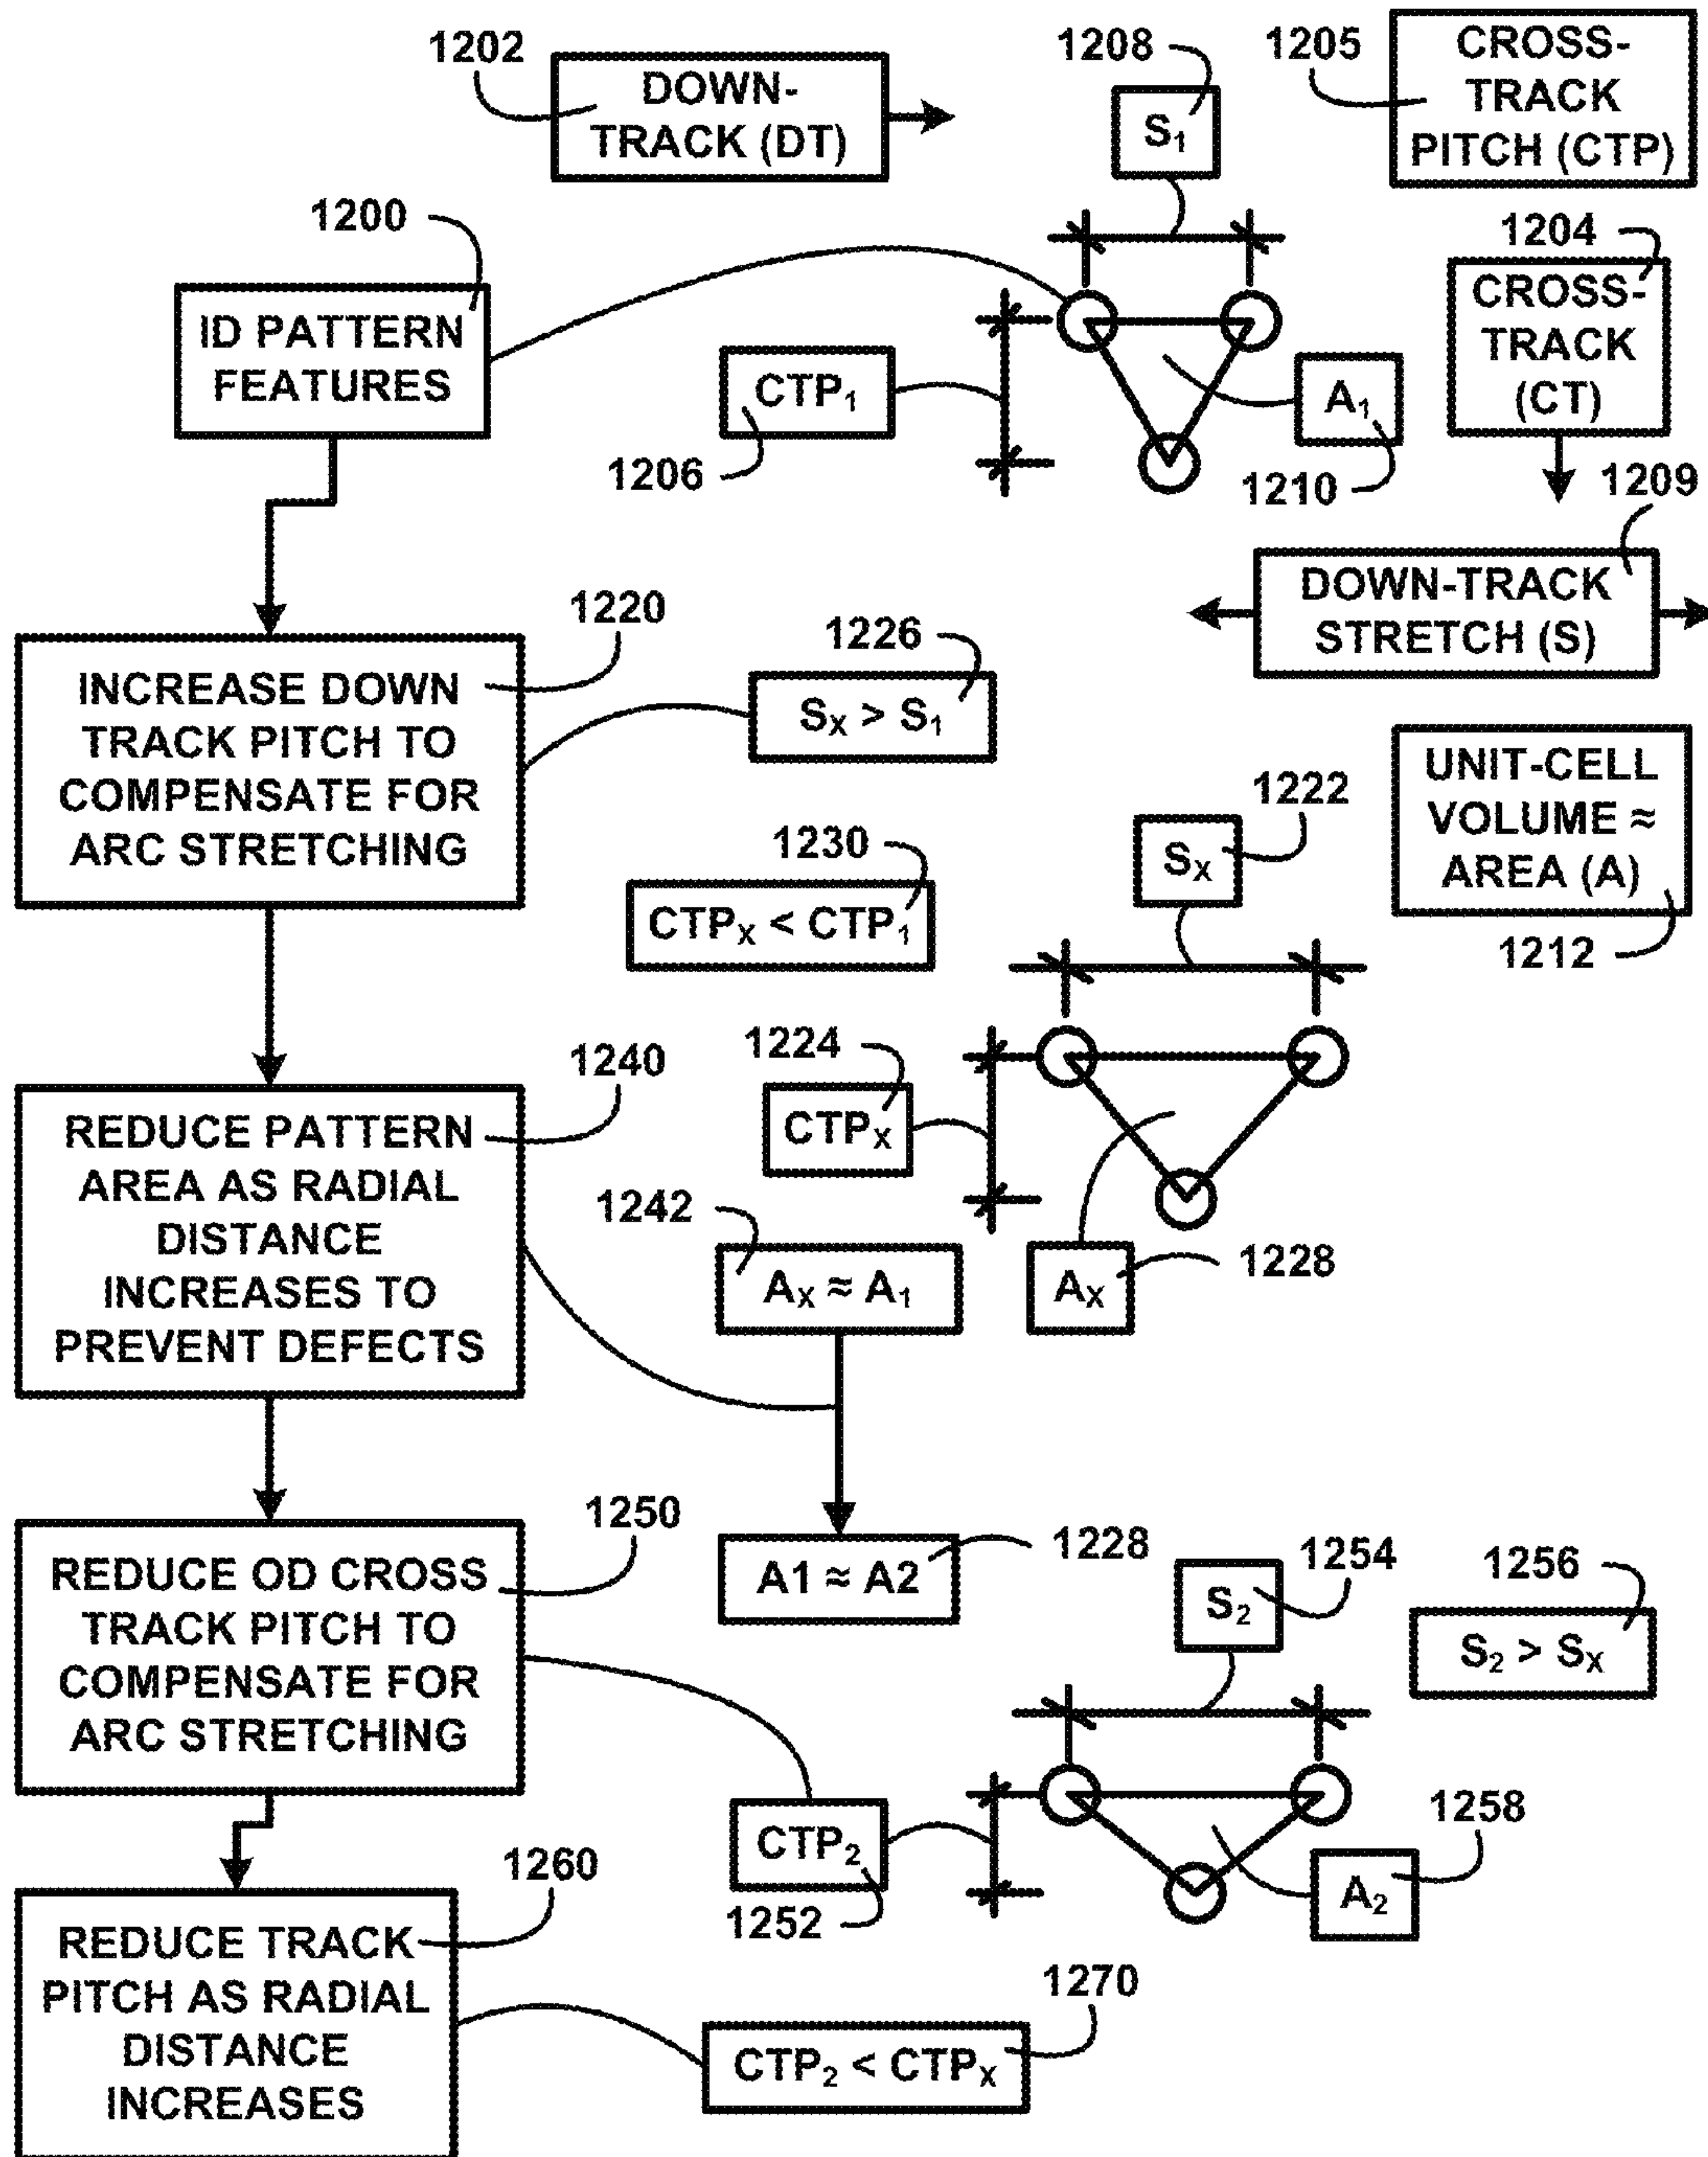 1202
DOWN-
TRACK (DT)
1208
S₁
1205
CROSS-
TRACK
PITCH (CTP)
1200
ID PATTERN
FEATURES
1204
CROSS-
TRACK
(CT)
CTP₁
1206
A₁
1210
1209
DOWN-TRACK
STRETCH (S)
1220
INCREASE DOWN
TRACK PITCH TO
COMPENSATE FOR
ARC STRETCHING
1226
Sₓ > S₁
UNIT-CELL
VOLUME ≈
AREA (A)
1212
1222
Sₓ
1230
CTPₓ < CTP₁
1224
CTPₓ
1240
REDUCE PATTERN
AREA AS RADIAL
DISTANCE
INCREASES TO
PREVENT DEFECTS
1242
Aₓ ≈ A₁
Aₓ
1228
1250
REDUCE OD CROSS
TRACK PITCH TO
COMPENSATE FOR
ARC STRETCHING
A1 ≈ A2
1228
S₂
1254
1256
S₂ > Sₓ
CTP₂
1252
1258
A₂
1260
REDUCE TRACK
PITCH AS RADIAL
DISTANCE
INCREASES
1270
CTP₂ < CTPₓ